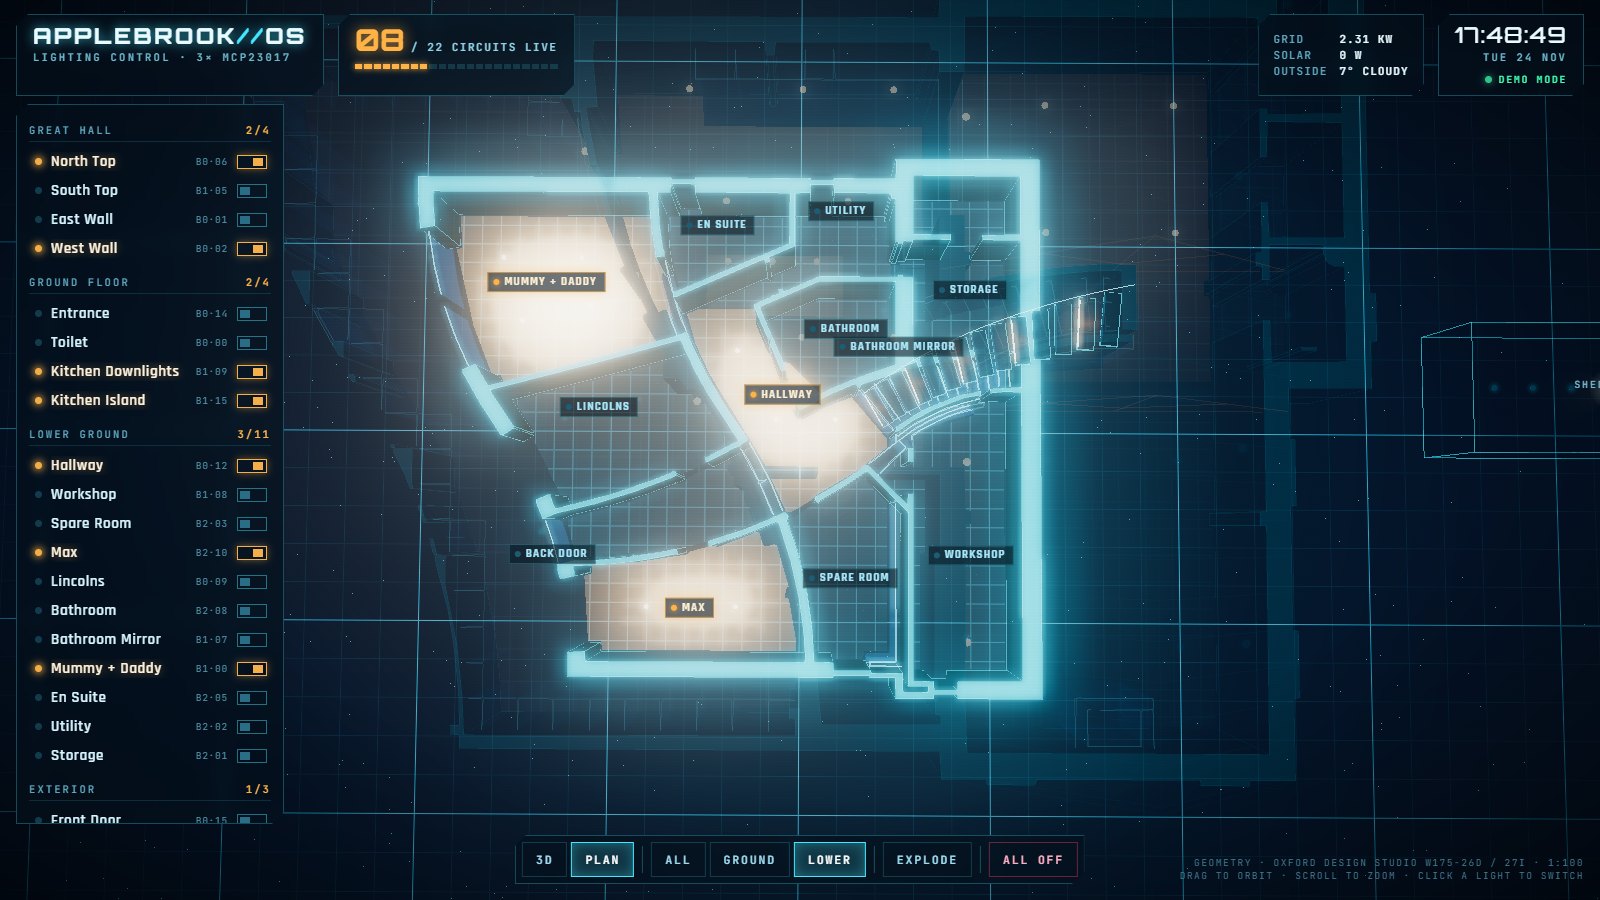 APPLEBROOK//OS
LIGHTING CONTROL · 3× MCP23017
08 / 22 CIRCUITS LIVE
GRID 2.31 KW
SOLAR 0 W
OUTSIDE 7° CLOUDY
17:48:49
TUE 24 NOV
DEMO MODE
GREAT HALL 2/4
North Top B0·06
South Top B1·05
East Wall B0·01
West Wall B0·02
GROUND FLOOR 2/4
Entrance B0·14
Toilet B0·00
Kitchen Downlights B1·09
Kitchen Island B1·15
LOWER GROUND 3/11
Hallway B0·12
Workshop B1·08
Spare Room B2·03
Max B2·10
Lincolns B0·09
Bathroom B2·08
Bathroom Mirror B1·07
Mummy + Daddy B1·00
En Suite B2·05
Utility B2·02
Storage B2·01
EXTERIOR 1/3
Front Door B0·15
UTILITY
EN SUITE
MUMMY + DADDY
STORAGE
BATHROOM
BATHROOM MIRROR
HALLWAY
LINCOLNS
SHE
BACK DOOR
WORKSHOP
SPARE ROOM
MAX
3D PLAN ALL GROUND LOWER EXPLODE ALL OFF
GEOMETRY · OXFORD DESIGN STUDIO W175-26D / 27I · 1:100
DRAG TO ORBIT · SCROLL TO ZOOM · CLICK A LIGHT TO SWITCH